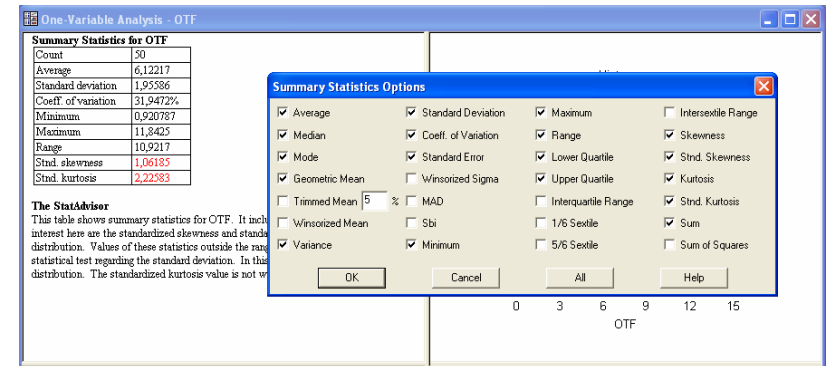 One-Variable Analysis - OTF
Summary Statistics for OTF
Count 50
Average 6,12217
Standard deviation 1,95586
Coeff. of variation 31,9472%
Minimum 0,920787
Maximum 11,8425
Range 10,9217
Stnd. skewness 1,06185
Stnd. kurtosis 2,22583
The StatAdvisor
This table shows summary statistics for OTF. It inclu
interest here are the standardized skewness and standa
distribution. Values of these statistics outside the rang
statistical test regarding the standard deviation. In this
distribution. The standardized kurtosis value is not w
Summary Statistics Options
Average Standard Deviation Maximum Intersextile Range
Median Coeff. of Variation Range Skewness
Mode Standard Error Lower Quartile Stnd. Skewness
Geometric Mean Winsorized Sigma Upper Quartile Kurtosis
Trimmed Mean 5 % MAD Interquartile Range Stnd. Kurtosis
Winsorized Mean Sbi 1/6 Sextile Sum
Variance Minimum 5/6 Sextile Sum of Squares
OK Cancel All Help
0 3 6 9 12 15
OTF